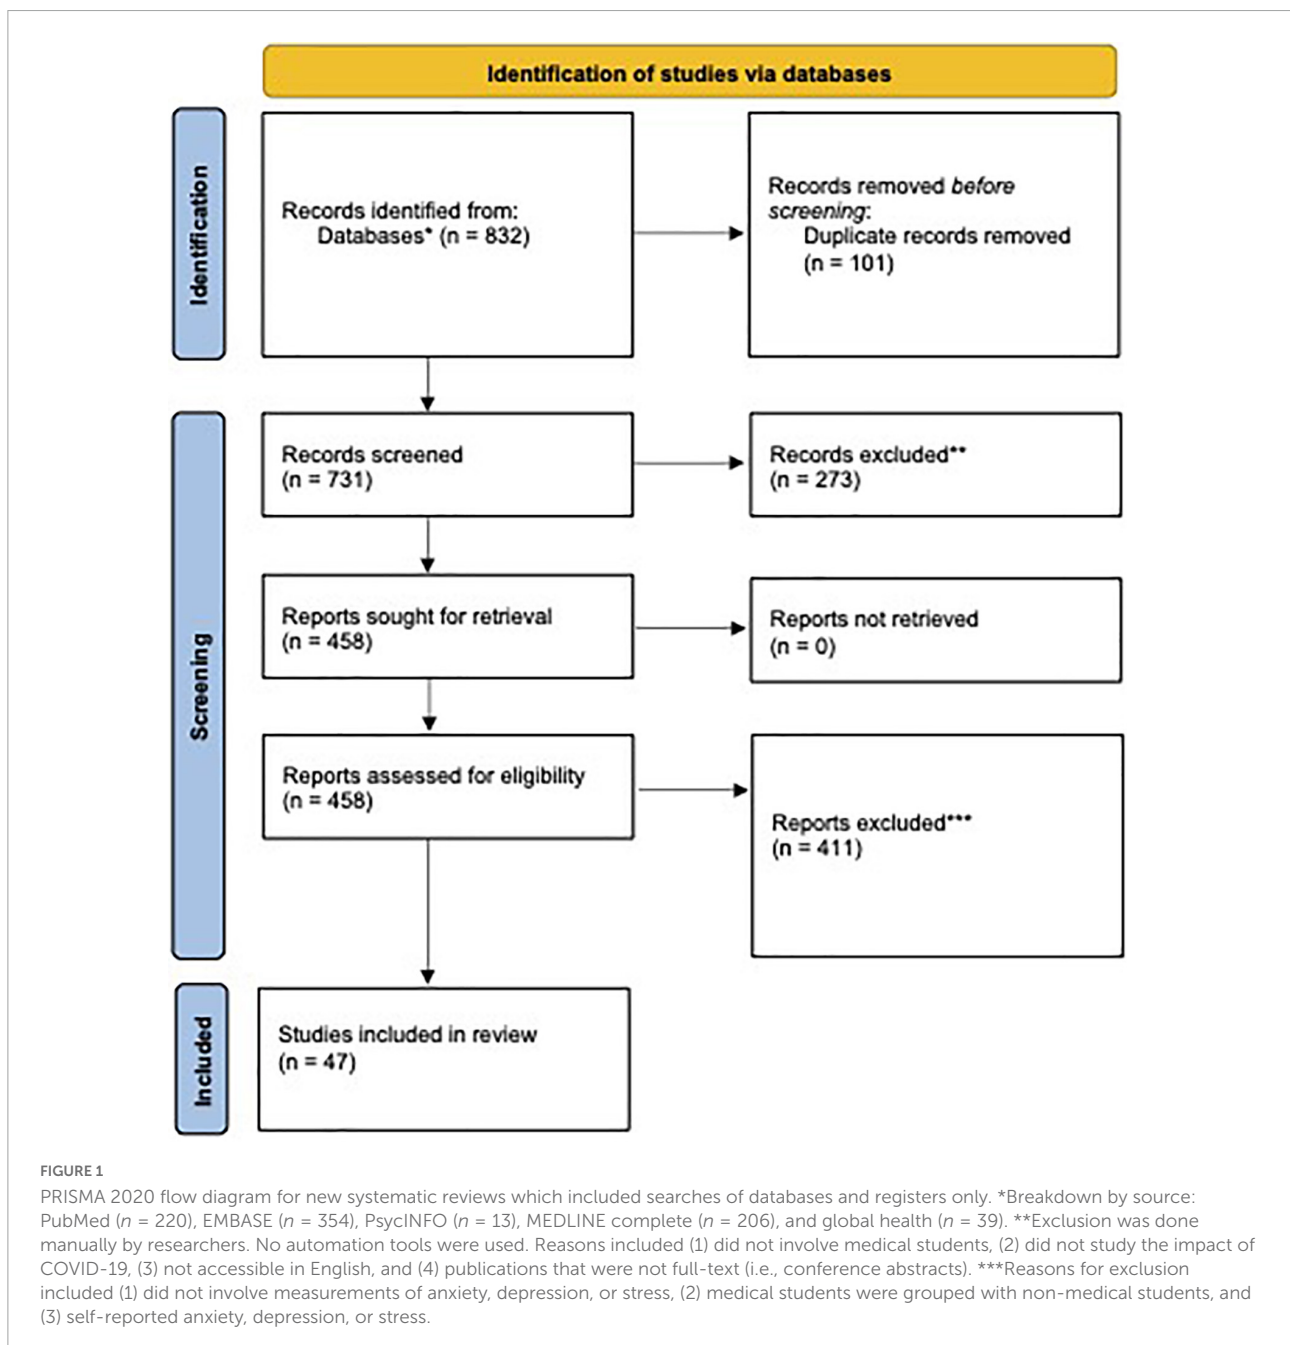 Identification of studies via databases
Identification
Records identified from:
Databases* (n = 832)
Records removed before
screening:
Duplicate records removed
(n = 101)
Screening
Records screened
(n = 731)
Records excluded**
(n = 273)
Reports sought for retrieval
(n = 458)
Reports not retrieved
(n = 0)
Reports assessed for eligibility
(n = 458)
Reports excluded***
(n = 411)
Included
Studies included in review
(n = 47)
FIGURE 1
PRISMA 2020 flow diagram for new systematic reviews which included searches of databases and registers only. *Breakdown by source:
PubMed (n = 220), EMBASE (n = 354), PsycINFO (n = 13), MEDLINE complete (n = 206), and global health (n = 39). **Exclusion was done
manually by researchers. No automation tools were used. Reasons included (1) did not involve medical students, (2) did not study the impact of
COVID-19, (3) not accessible in English, and (4) publications that were not full-text (i.e., conference abstracts). ***Reasons for exclusion
included (1) did not involve measurements of anxiety, depression, or stress, (2) medical students were grouped with non-medical students, and
(3) self-reported anxiety, depression, or stress.